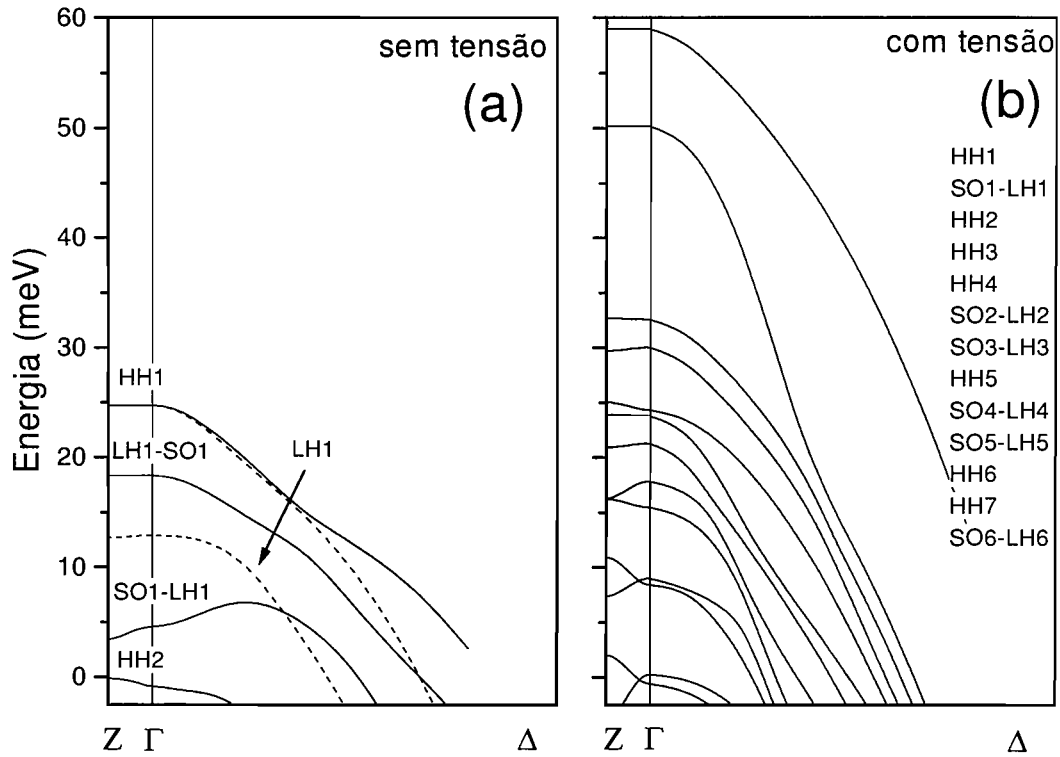 60
50
40
30
20
10
0
Energia (meV)
sem tensão
(a)
HH1
LH1-SO1
LH1
SO1-LH1
HH2
Z Γ Δ
com tensão
(b)
HH1
SO1-LH1
HH2
HH3
HH4
SO2-LH2
SO3-LH3
HH5
SO4-LH4
SO5-LH5
HH6
HH7
SO6-LH6
Z Γ Δ